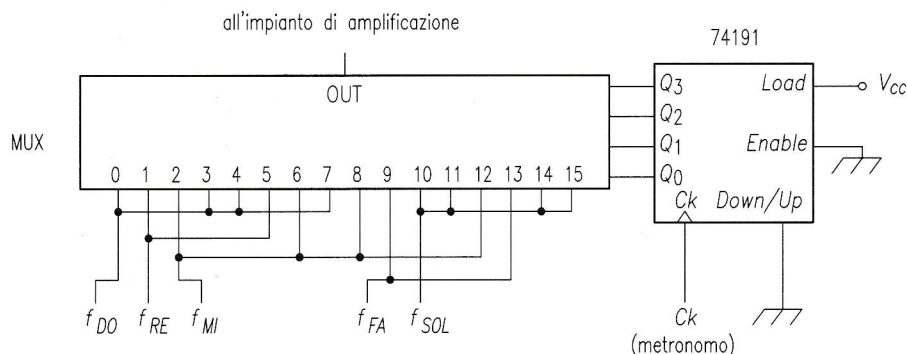 all'impianto di amplificazione
74191
OUT
MUX
0 1 2 3 4 5 6 7 8 9 10 11 12 13 14 15
Q3
Q2
Q1
Q0
Load
Enable
Ck Down/Up
Vcc
fDO fRE fMI fFA fSOL
Ck
(metronomo)